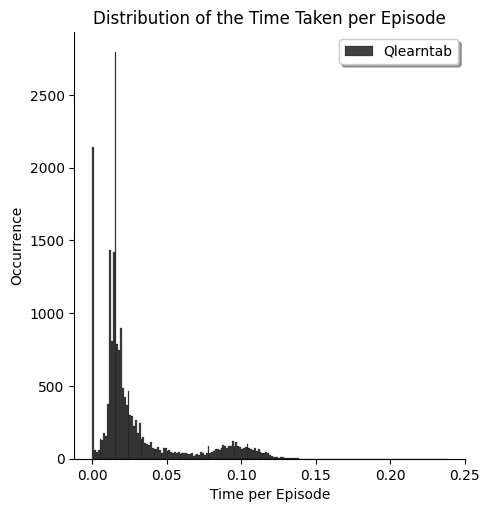 Distribution of the Time Taken per Episode
Qlearntab
2500
2000
1500
1000
500
0
Occurrence
0.00 0.05 0.10 0.15 0.20 0.25
Time per Episode